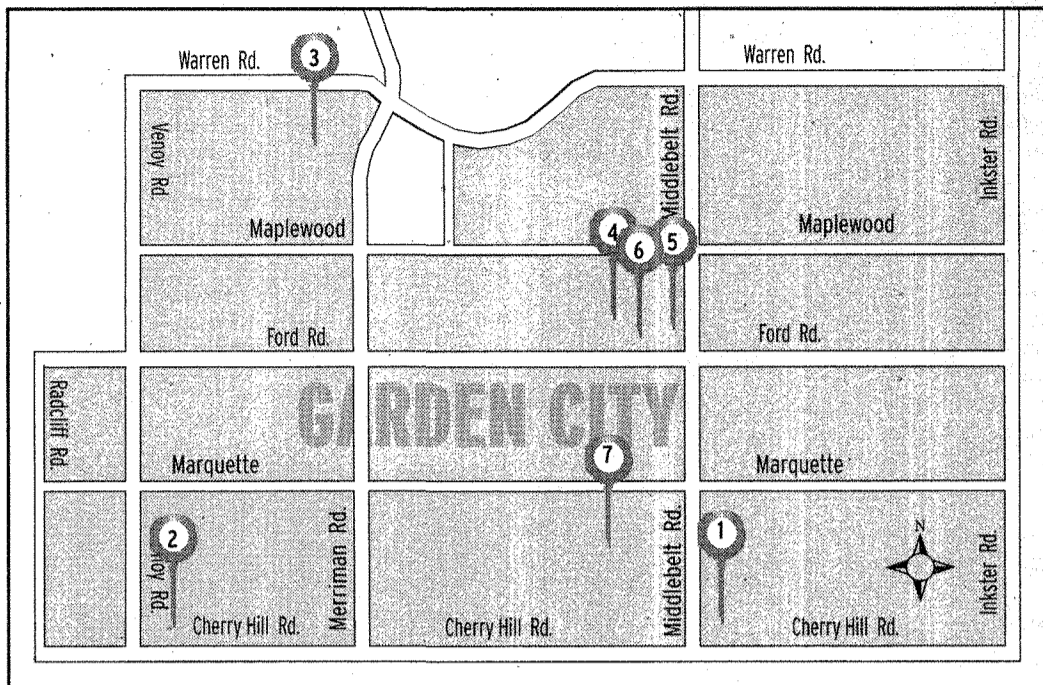 Warren Rd.
3
Warren Rd.
Venoy Rd.
Middlebelt Rd.
Inkster Rd.
Maplewood
4
6
5
Maplewood
Ford Rd.
Ford Rd.
Radcliff Rd.
GARDEN CITY
Marquette
7
Marquette
2
noy Rd.
Merriman Rd.
Middlebelt Rd.
1
N
Inkster Rd.
Cherry Hill Rd.
Cherry Hill Rd.
Cherry Hill Rd.